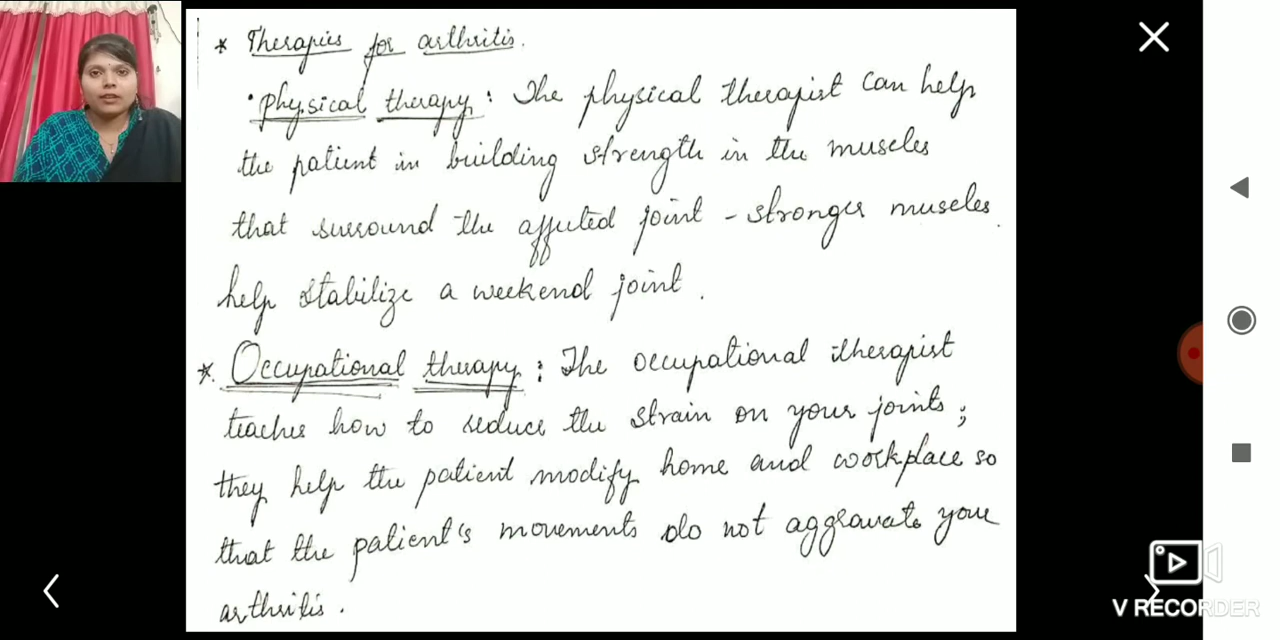 * Therapies for arthritis.
• Physical therapy : The physical therapist can help
the patient in building strength in the muscles
that surround the affected joint - stronger muscles
help stabilize a weekend joint .
* Occupational therapy : The occupational therapist
teaches how to reduce the strain on your joints ;
they help the patient modify home and workplace so
that the patient's movements do not aggravate your
arthritis .
V RECORDER